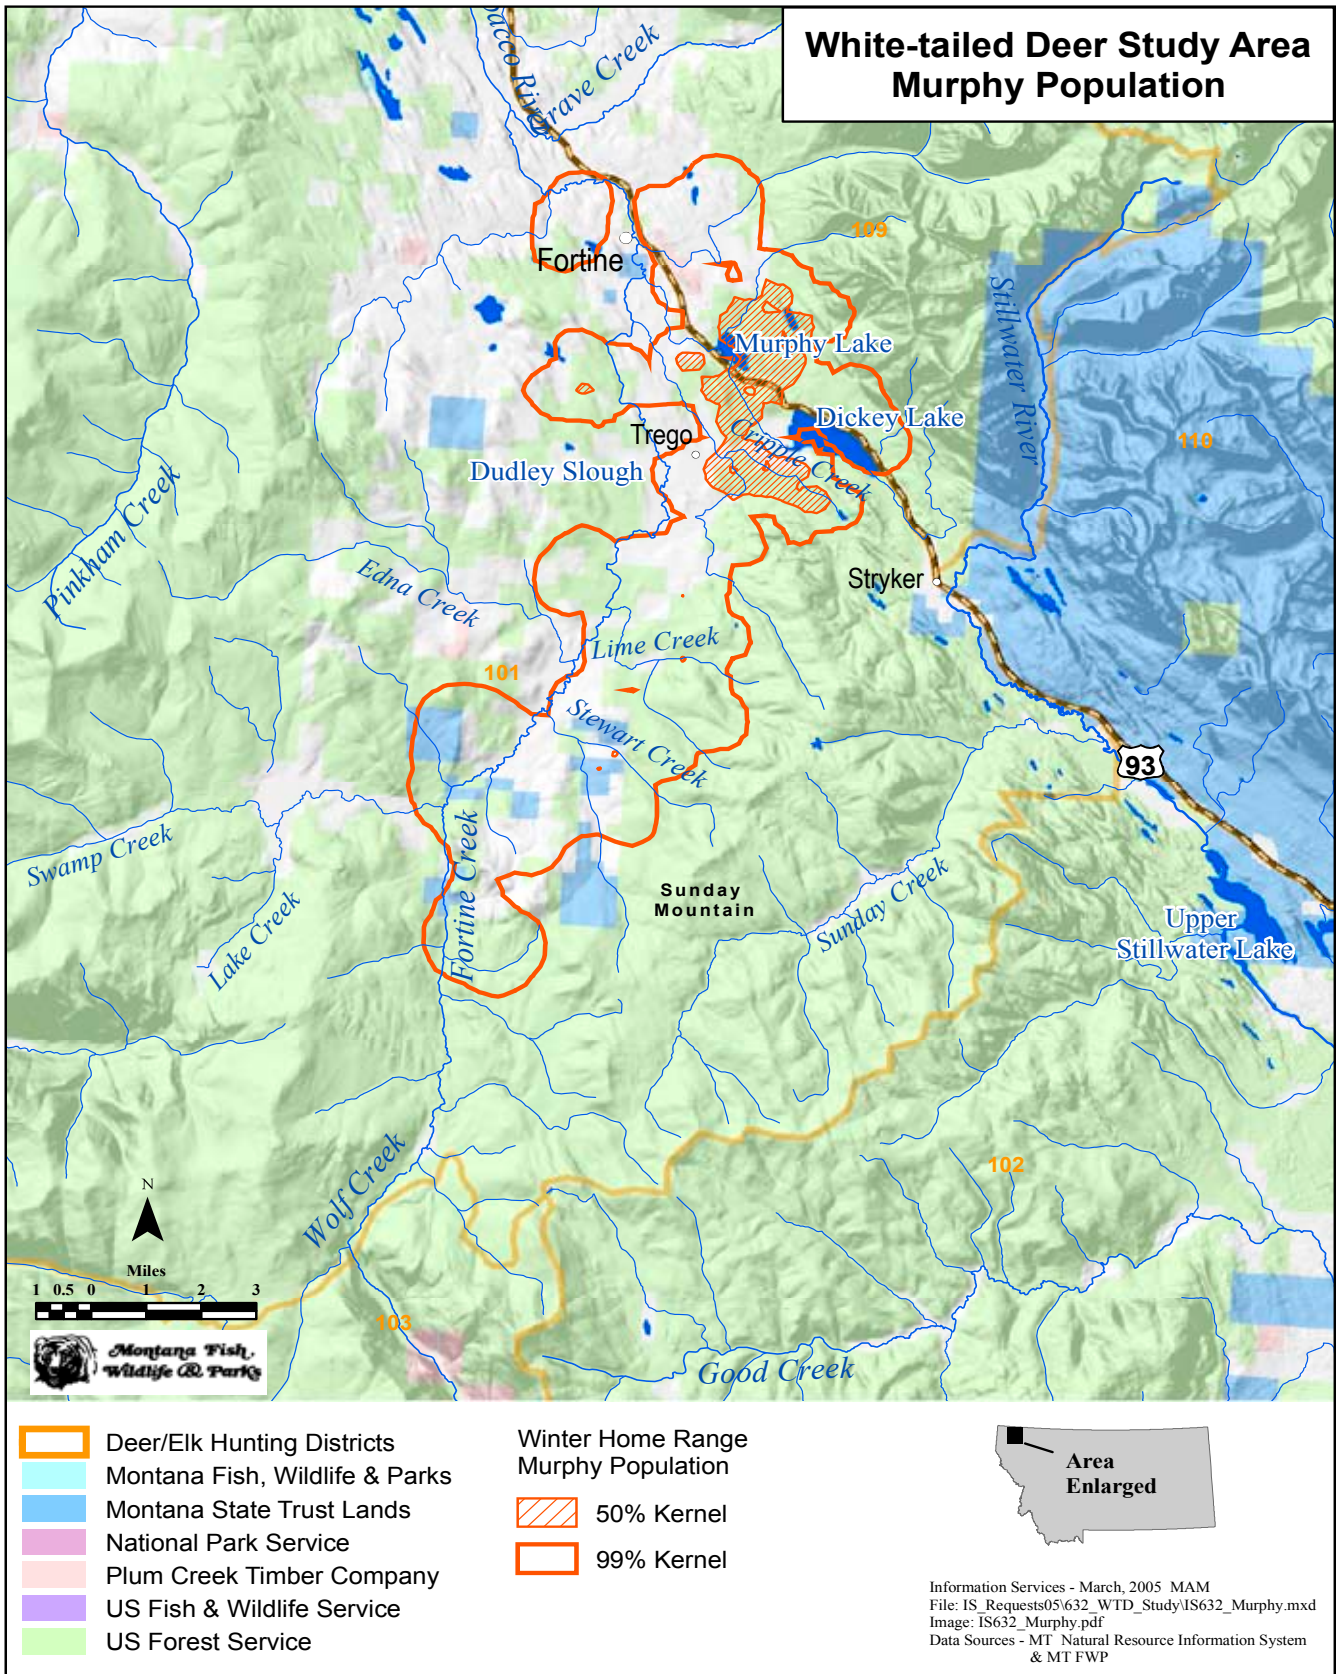 White-tailed Deer Study Area
Murphy Population
Grave Creek
109
Fortine
Stillwater River
Murphy Lake
Dickey Lake
Trego
Cripple Creek
110
Dudley Slough
Pinkham Creek
Edna Creek
Stryker
Lime Creek
101
Stewart Creek
93
Swamp Creek
Fortine Creek
Sunday
Mountain
Sunday Creek
Lake Creek
Upper
Stillwater Lake
Wolf Creek
102
N
Miles
1 0.5 0 1 2 3
103
Montana Fish,
Wildlife & Parks
Good Creek
Deer/Elk Hunting Districts
Montana Fish, Wildlife & Parks
Montana State Trust Lands
National Park Service
Plum Creek Timber Company
US Fish & Wildlife Service
US Forest Service
Winter Home Range
Murphy Population
50% Kernel
99% Kernel
Area
Enlarged
Information Services - March, 2005 MAM
File: IS_Requests05\632_WTD_Study\IS632_Murphy.mxd
Image: IS632_Murphy.pdf
Data Sources - MT Natural Resource Information System
& MT FWP